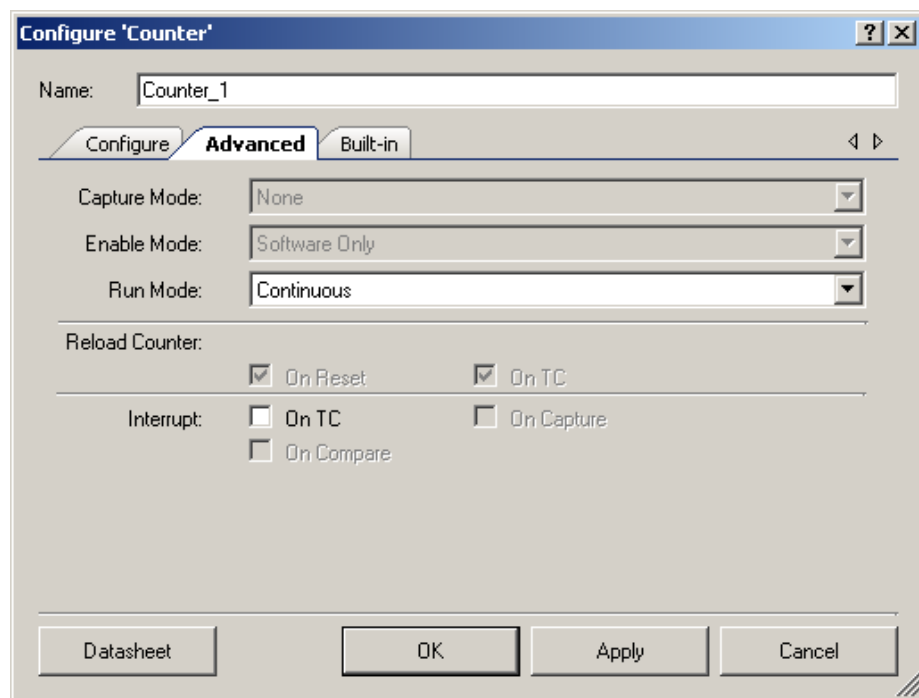 Configure 'Counter'
Name: Counter_1
Configure Advanced Built-in
Capture Mode: None
Enable Mode: Software Only
Run Mode: Continuous
Reload Counter:
On Reset On TC
Interrupt: On TC On Capture
On Compare
Datasheet OK Apply Cancel